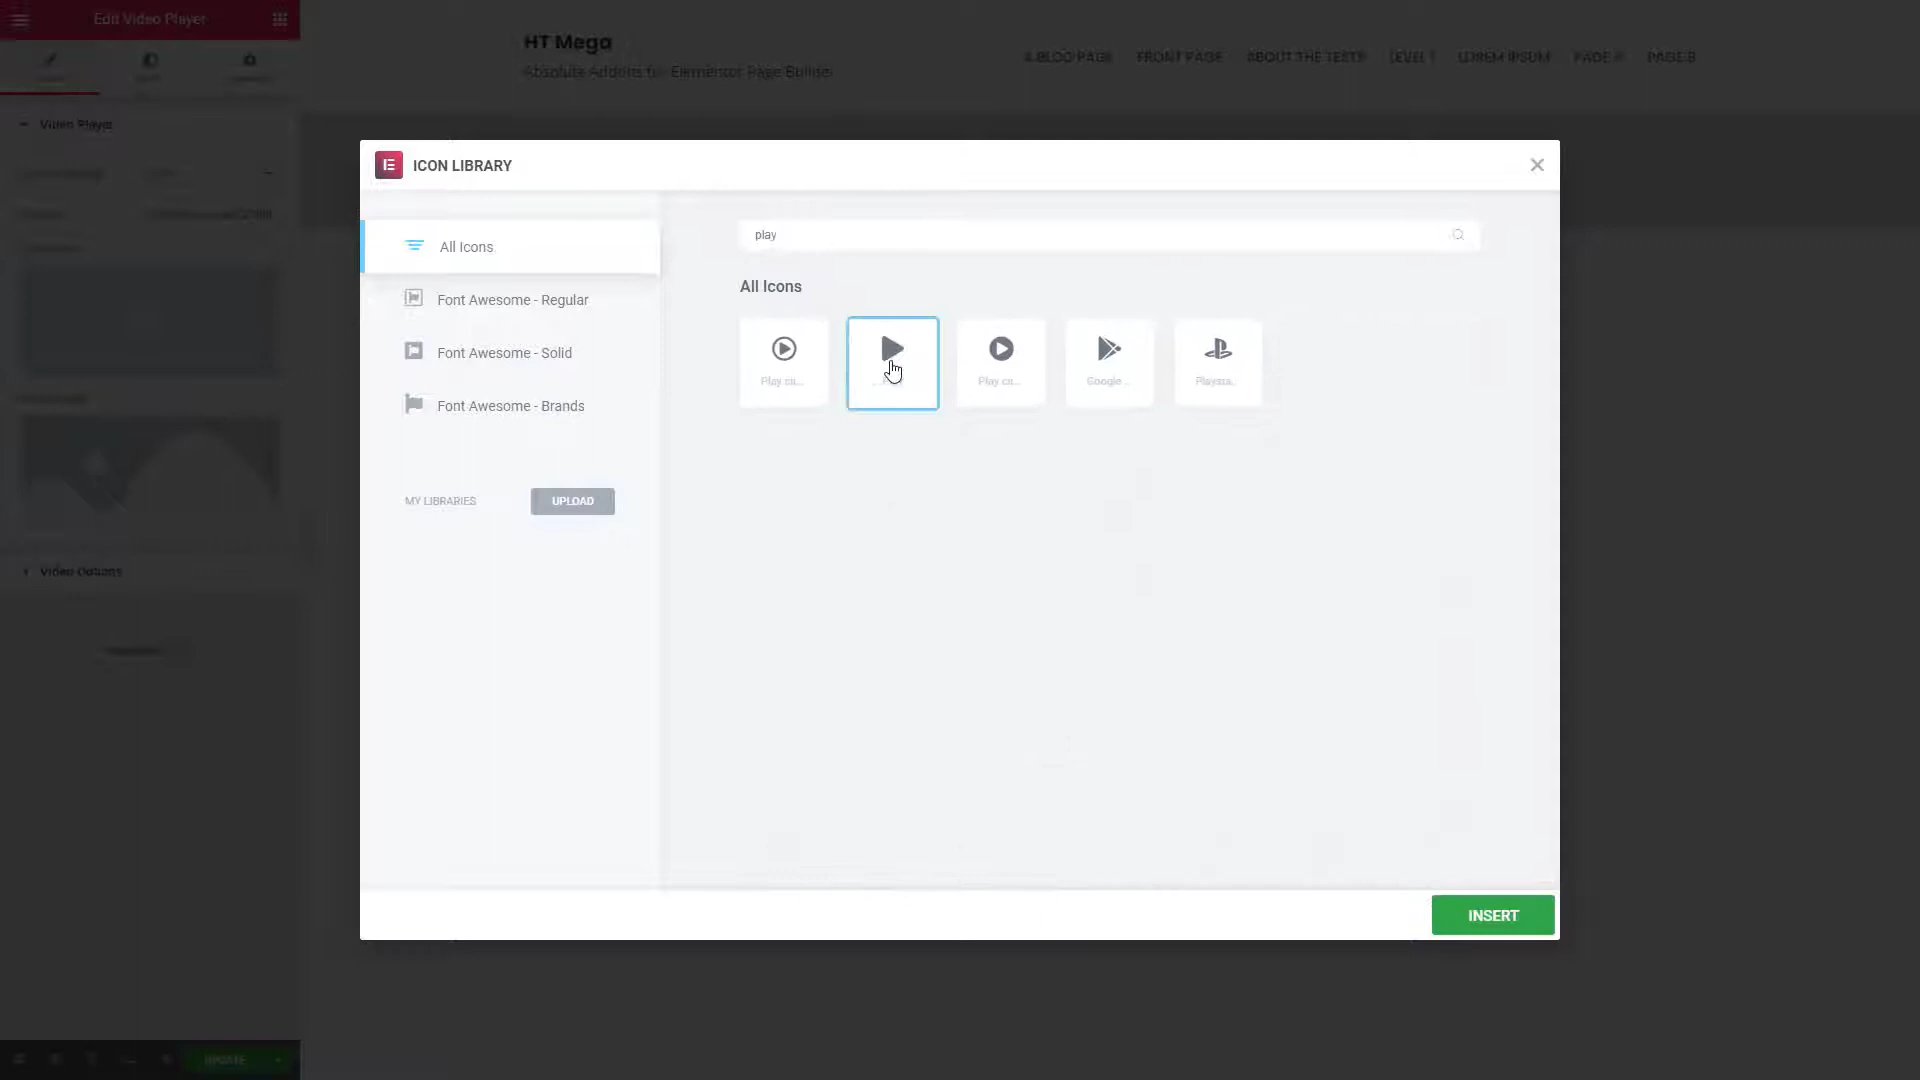 Edit Video Player
HT Mega
Absolute Addons for Elementor Page Builder
A BLOG PAGE FRONT PAGE ABOUT THE TESTS LEVEL 1 LOREM IPSUM PAGE A PAGE B
Video Player
Video Options
UPDATE
ICON LIBRARY
All Icons
Font Awesome - Regular
Font Awesome - Solid
Font Awesome - Brands
MY LIBRARIES UPLOAD
play
All Icons
Play ci...
Play ci...
Google ...
Playsta...
INSERT